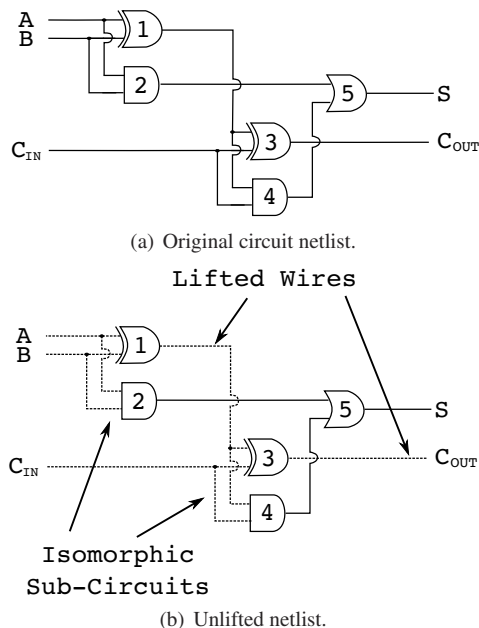 A
B
1
2
5
S
C_IN
3
C_OUT
4
(a) Original circuit netlist.
Lifted Wires
A
B
1
2
5
S
C_IN
3
C_OUT
4
Isomorphic
Sub-Circuits
(b) Unlifted netlist.